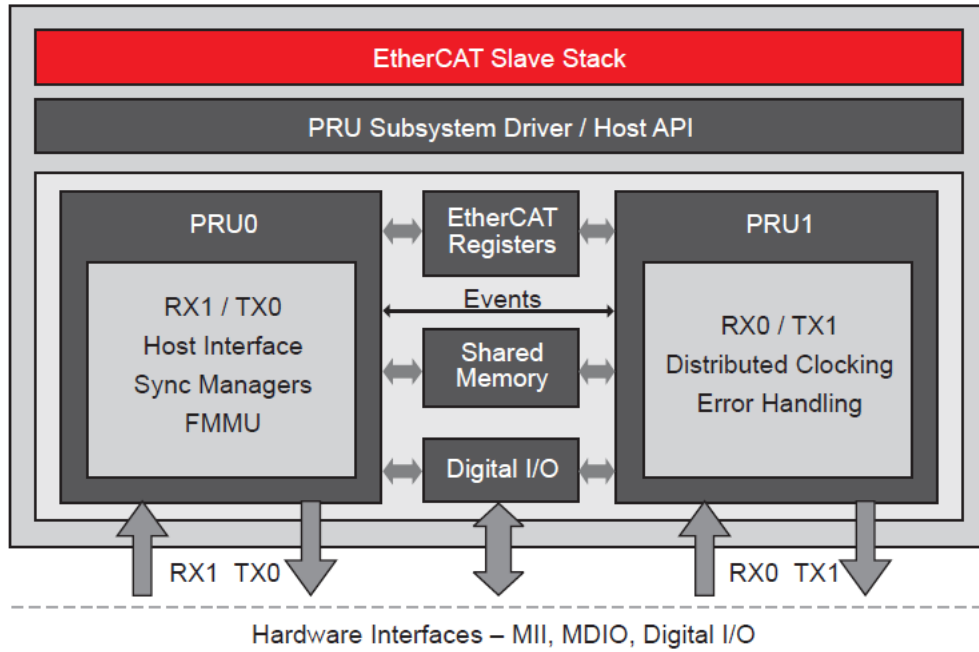 EtherCAT Slave Stack
PRU Subsystem Driver / Host API
PRU0
RX1 / TX0
Host Interface
Sync Managers
FMMU
EtherCAT
Registers
Events
Shared
Memory
Digital I/O
PRU1
RX0 / TX1
Distributed Clocking
Error Handling
RX1 TX0
RX0 TX1
Hardware Interfaces – MII, MDIO, Digital I/O